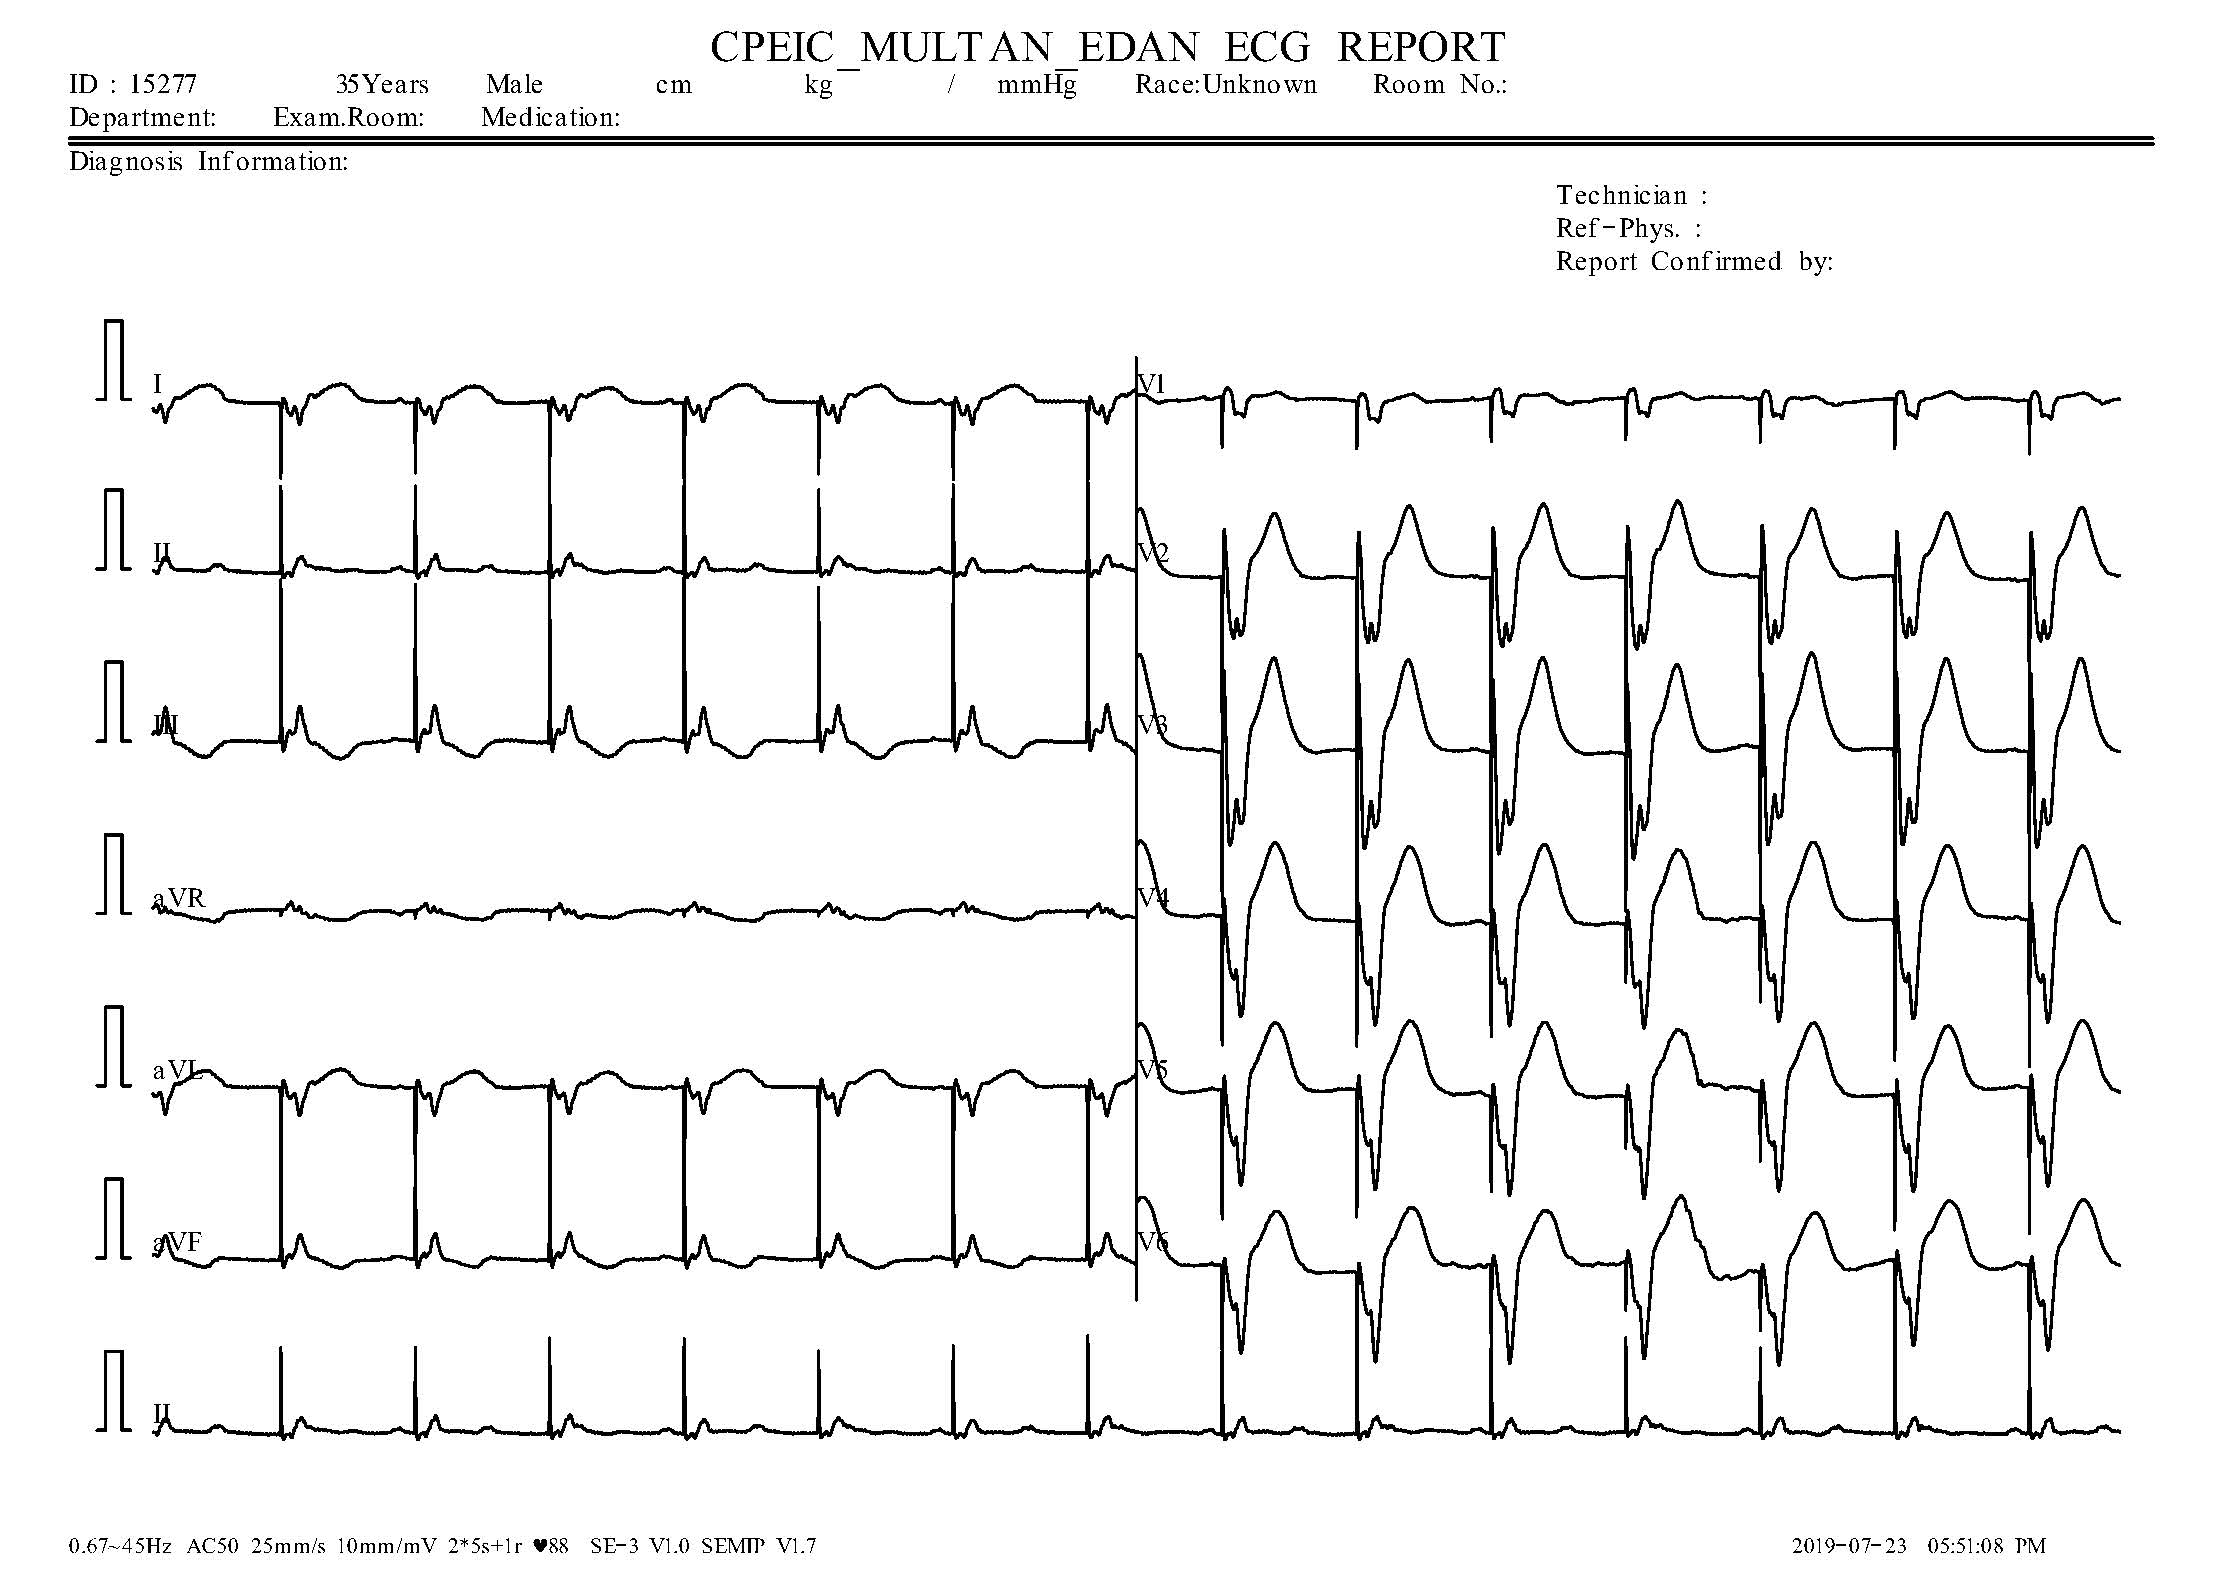 CPEIC_MULTAN_EDAN ECG REPORT
ID : 15277 35Years Male cm kg / mmHg Race:Unknown Room No.:
Department: Exam.Room: Medication:
Diagnosis Information:
Technician :
Ref-Phys. :
Report Confirmed by:
I V1
II V2
III V3
aVR V4
aVL V5
aVF V6
II
0.67~45Hz AC50 25mm/s 10mm/mV 2*5s+1r ♥88 SE-3 V1.0 SEMIP V1.7 2019-07-23 05:51:08 PM